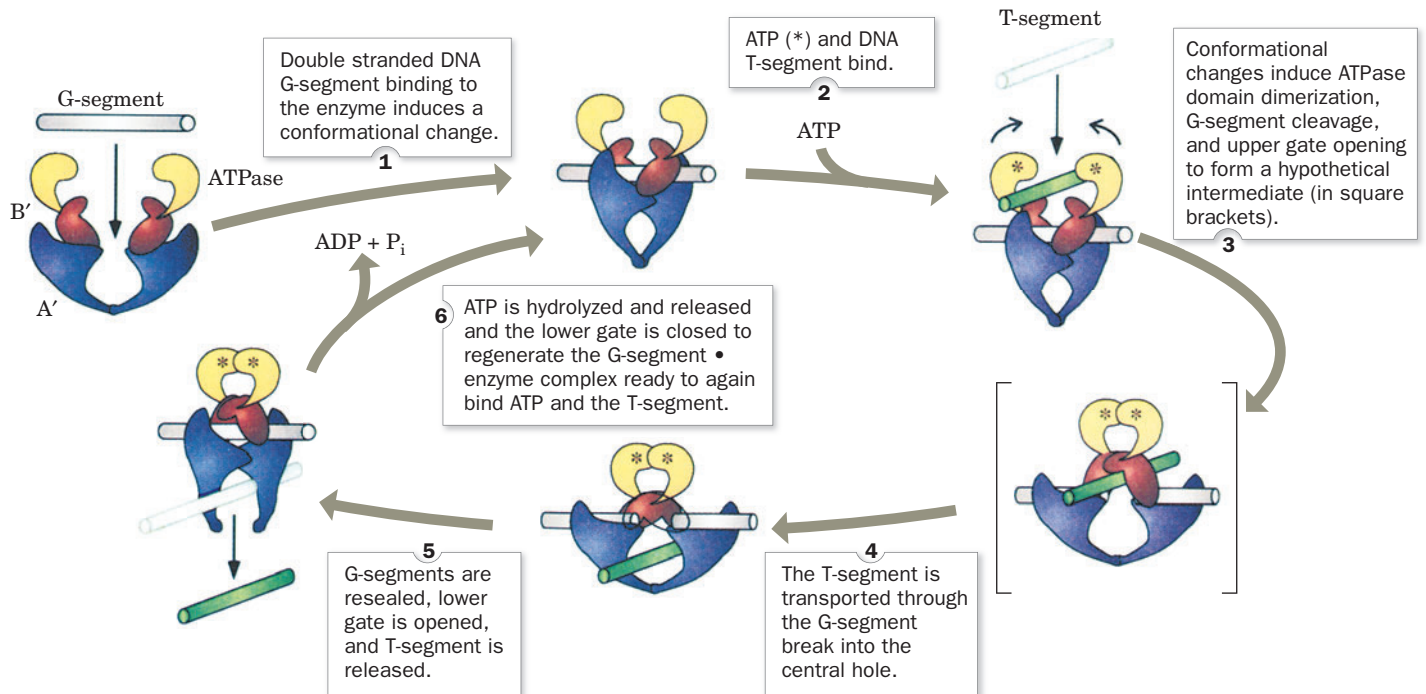 G-segment
ATPase
B′
A′
Double stranded DNA
G-segment binding to
the enzyme induces a
conformational change.
1
ATP (*) and DNA
T-segment bind.
2
ATP
T-segment
* *
Conformational
changes induce ATPase
domain dimerization,
G-segment cleavage,
and upper gate opening
to form a hypothetical
intermediate (in square
brackets).
3
* *
4
The T-segment is
transported through
the G-segment
break into the
central hole.
* *
5
G-segments are
resealed, lower
gate is opened,
and T-segment is
released.
* *
ADP + Pi
6
ATP is hydrolyzed and released
and the lower gate is closed to
regenerate the G-segment •
enzyme complex ready to again
bind ATP and the T-segment.